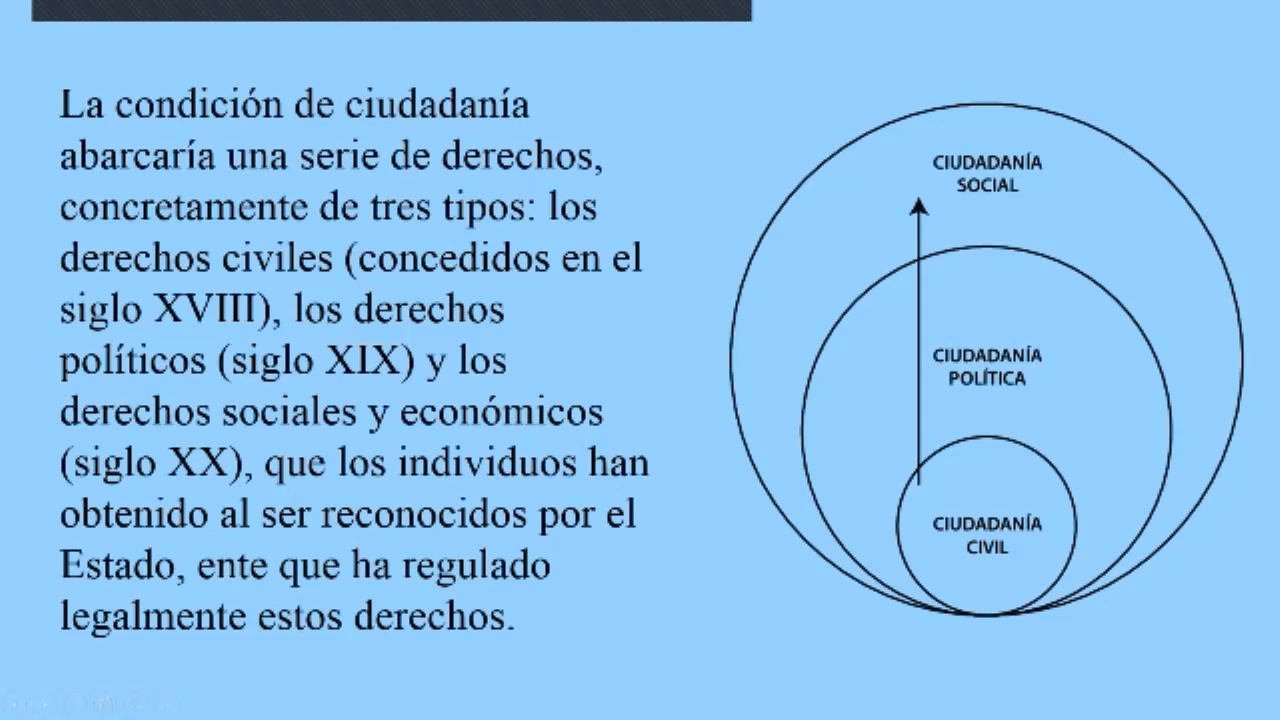 La condición de ciudadanía
abarcaría una serie de derechos,
concretamente de tres tipos: los
derechos civiles (concedidos en el
siglo XVIII), los derechos
políticos (siglo XIX) y los
derechos sociales y económicos
(siglo XX), que los individuos han
obtenido al ser reconocidos por el
Estado, ente que ha regulado
legalmente estos derechos.
CIUDADANÍA
SOCIAL
CIUDADANÍA
POLÍTICA
CIUDADANÍA
CIVIL